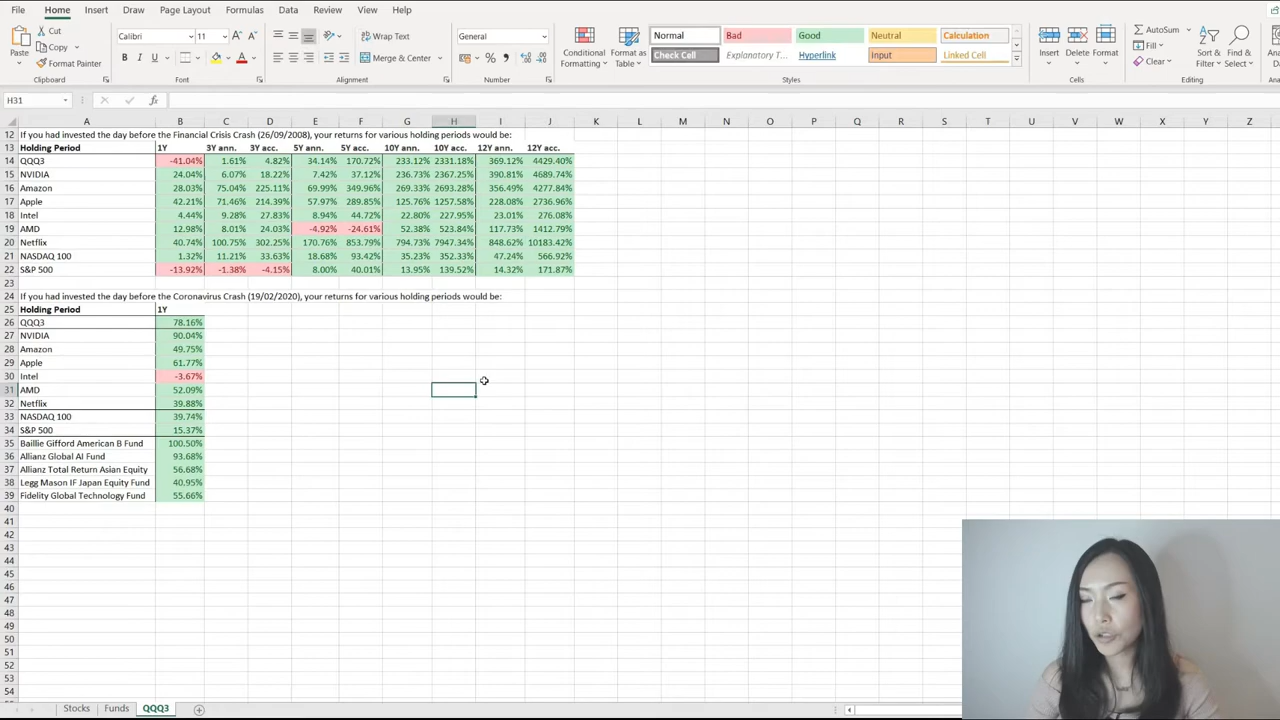 File Home Insert Draw Page Layout Formulas Data Review View Help
Cut
Copy
Format Painter
Paste
Calibri 11
B I U
Wrap Text
Merge & Center
General
Conditional Formatting
Format as Table
Normal Bad Good Neutral Calculation
Check Cell Explanatory T... Hyperlink Input Linked Cell
Insert Delete Format
AutoSum
Fill
Clear
Sort & Filter
Find & Select
Clipboard Font Alignment Number Styles Cells Editing
H31
A B C D E F G H I J K L M N O P Q R S T U V W X Y Z
12 If you had invested the day before the Financial Crisis Crash (26/09/2008), your returns for various holding periods would be:
13 Holding Period 1Y 3Y ann. 3Y acc. 5Y ann. 5Y acc. 10Y ann. 10Y acc. 12Y ann. 12Y acc.
14 QQQ3 -41.04% 1.61% 4.82% 34.14% 170.72% 233.12% 2331.18% 369.12% 4429.40%
15 NVIDIA 24.04% 6.07% 18.22% 7.42% 37.12% 236.73% 2367.25% 390.81% 4689.74%
16 Amazon 28.03% 75.04% 225.11% 69.99% 349.96% 269.33% 2693.28% 356.49% 4277.84%
17 Apple 42.21% 71.46% 214.39% 57.97% 289.85% 125.76% 1257.58% 228.08% 2736.96%
18 Intel 4.44% 9.28% 27.83% 8.94% 44.72% 22.80% 227.95% 23.01% 276.08%
19 AMD 12.98% 8.01% 24.03% -4.92% -24.61% 52.38% 523.84% 117.73% 1412.79%
20 Netflix 40.74% 100.75% 302.25% 170.76% 853.79% 794.73% 7947.34% 848.62% 10183.42%
21 NASDAQ 100 1.32% 11.21% 33.63% 18.68% 93.42% 35.23% 352.33% 47.24% 566.92%
22 S&P 500 -13.92% -1.38% -4.15% 8.00% 40.01% 13.95% 139.52% 14.32% 171.87%
23
24 If you had invested the day before the Coronavirus Crash (19/02/2020), your returns for various holding periods would be:
25 Holding Period 1Y
26 QQQ3 78.16%
27 NVIDIA 90.04%
28 Amazon 49.75%
29 Apple 61.77%
30 Intel -3.67%
31 AMD 52.09%
32 Netflix 39.88%
33 NASDAQ 100 39.74%
34 S&P 500 15.37%
35 Baillie Gifford American B Fund 100.50%
36 Allianz Global AI Fund 93.68%
37 Allianz Total Return Asian Equity 56.68%
38 Legg Mason IF Japan Equity Fund 40.95%
39 Fidelity Global Technology Fund 55.66%
40
41
42
43
44
45
46
47
48
49
50
51
52
53
54
Stocks Funds QQQ3